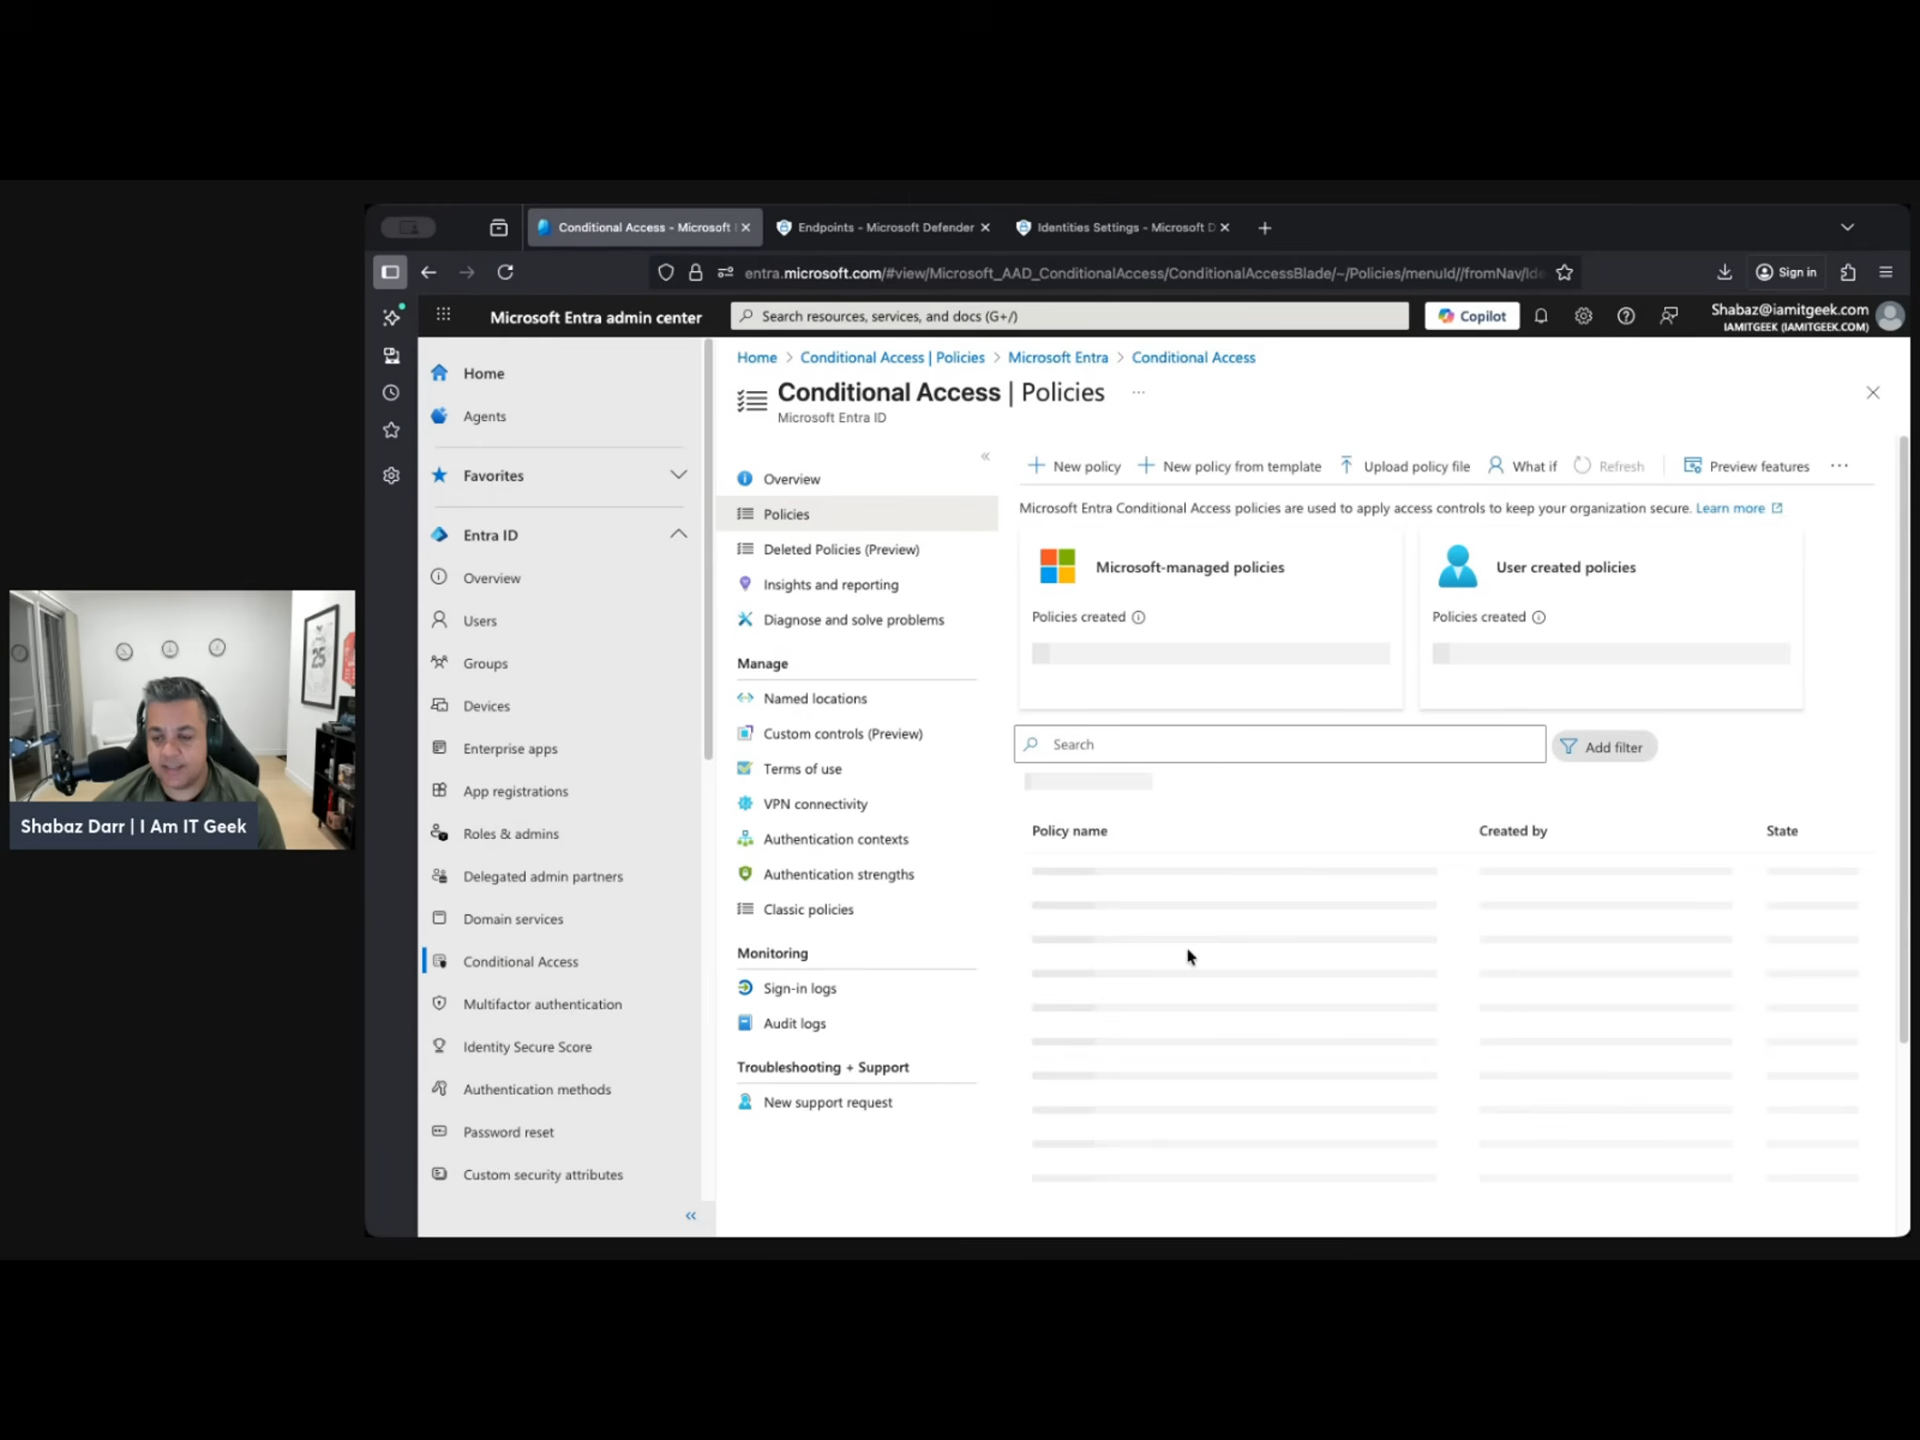 Conditional Access - Microsoft
Endpoints - Microsoft Defender
Identities Settings - Microsoft D
entra.microsoft.com/#view/Microsoft_AAD_ConditionalAccess/ConditionalAccessBlade/~/Policies/menuId//fromNav/Ide
Sign in
Microsoft Entra admin center
Search resources, services, and docs (G+/)
Copilot
Shabaz@iamitgeek.com
IAMITGEEK (IAMITGEEK.COM)
Home
Agents
Favorites
Entra ID
Overview
Users
Groups
Devices
Enterprise apps
App registrations
Roles & admins
Delegated admin partners
Domain services
Conditional Access
Multifactor authentication
Identity Secure Score
Authentication methods
Password reset
Custom security attributes
Home > Conditional Access | Policies > Microsoft Entra > Conditional Access
Conditional Access | Policies ...
Microsoft Entra ID
Overview
Policies
Deleted Policies (Preview)
Insights and reporting
Diagnose and solve problems
Manage
Named locations
Custom controls (Preview)
Terms of use
VPN connectivity
Authentication contexts
Authentication strengths
Classic policies
Monitoring
Sign-in logs
Audit logs
Troubleshooting + Support
New support request
New policy New policy from template Upload policy file What if Refresh Preview features ...
Microsoft Entra Conditional Access policies are used to apply access controls to keep your organization secure. Learn more
Microsoft-managed policies
Policies created
User created policies
Policies created
Search
Add filter
Policy name Created by State
Shabaz Darr | I Am IT Geek
25